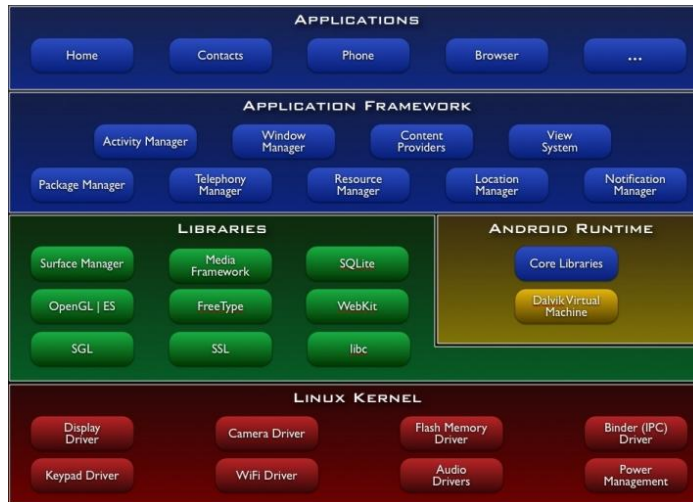 APPLICATIONS
Home
Contacts
Phone
Browser
...
APPLICATION FRAMEWORK
Activity Manager
Window
Manager
Content
Providers
View
System
Package Manager
Telephony
Manager
Resource
Manager
Location
Manager
Notification
Manager
LIBRARIES
Surface Manager
Media
Framework
SQLite
OpenGL | ES
FreeType
WebKit
SGL
SSL
libc
ANDROID RUNTIME
Core Libraries
Dalvik Virtual
Machine
LINUX KERNEL
Display
Driver
Camera Driver
Flash Memory
Driver
Binder (IPC)
Driver
Keypad Driver
WiFi Driver
Audio
Drivers
Power
Management